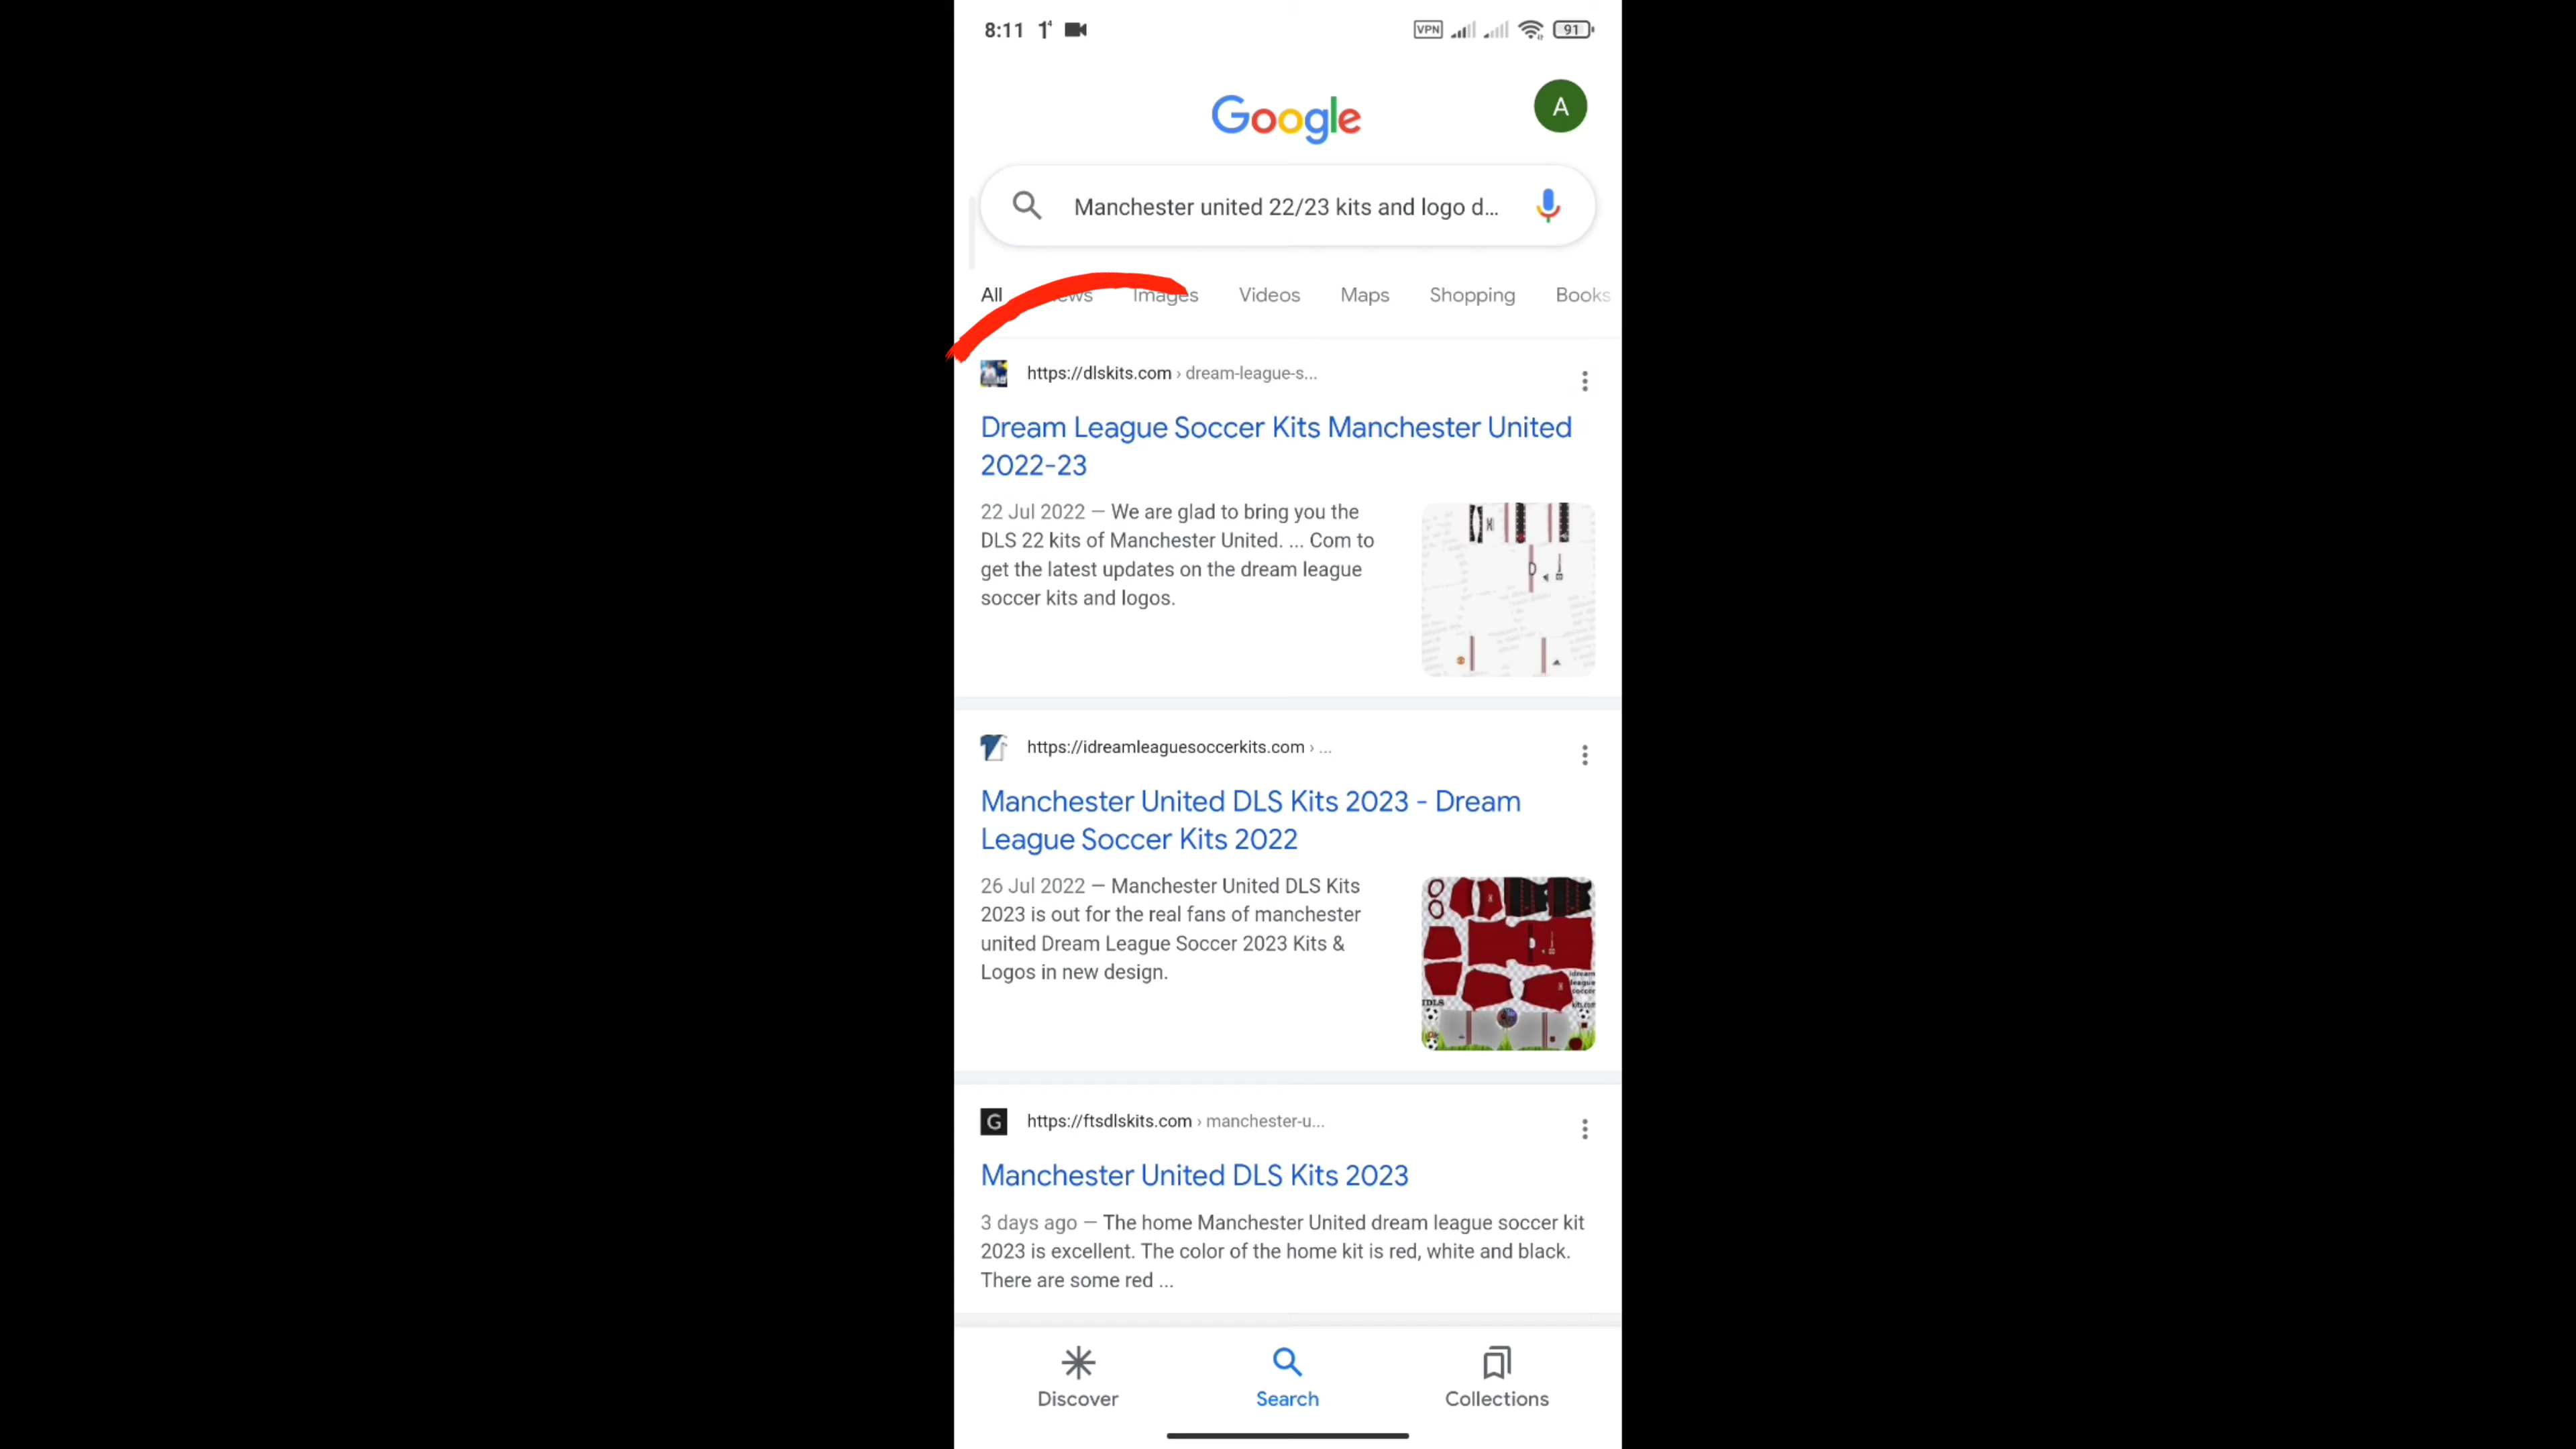 8:11
VPN
91
Google
A
Manchester united 22/23 kits and logo d...
All
Images
Videos
Maps
Shopping
Books
https://dlskits.com › dream-league-s...
Dream League Soccer Kits Manchester United
2022-23
22 Jul 2022 — We are glad to bring you the
DLS 22 kits of Manchester United. ... Com to
get the latest updates on the dream league
soccer kits and logos.
https://idreamleaguesoccerkits.com › ...
Manchester United DLS Kits 2023 - Dream
League Soccer Kits 2022
26 Jul 2022 — Manchester United DLS Kits
2023 is out for the real fans of manchester
united Dream League Soccer 2023 Kits &
Logos in new design.
G
https://ftsdlskits.com › manchester-u...
Manchester United DLS Kits 2023
3 days ago — The home Manchester United dream league soccer kit
2023 is excellent. The color of the home kit is red, white and black.
There are some red ...
Discover
Search
Collections